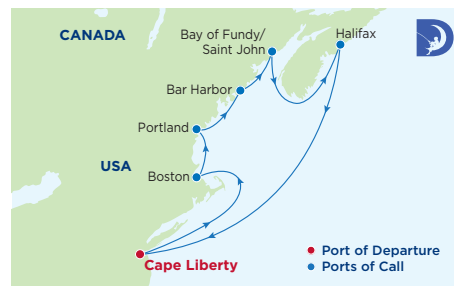 CANADA
Bay of Fundy/
Saint John
Halifax
Bar Harbor
Portland
USA
Boston
Cape Liberty
Port of Departure
Ports of Call